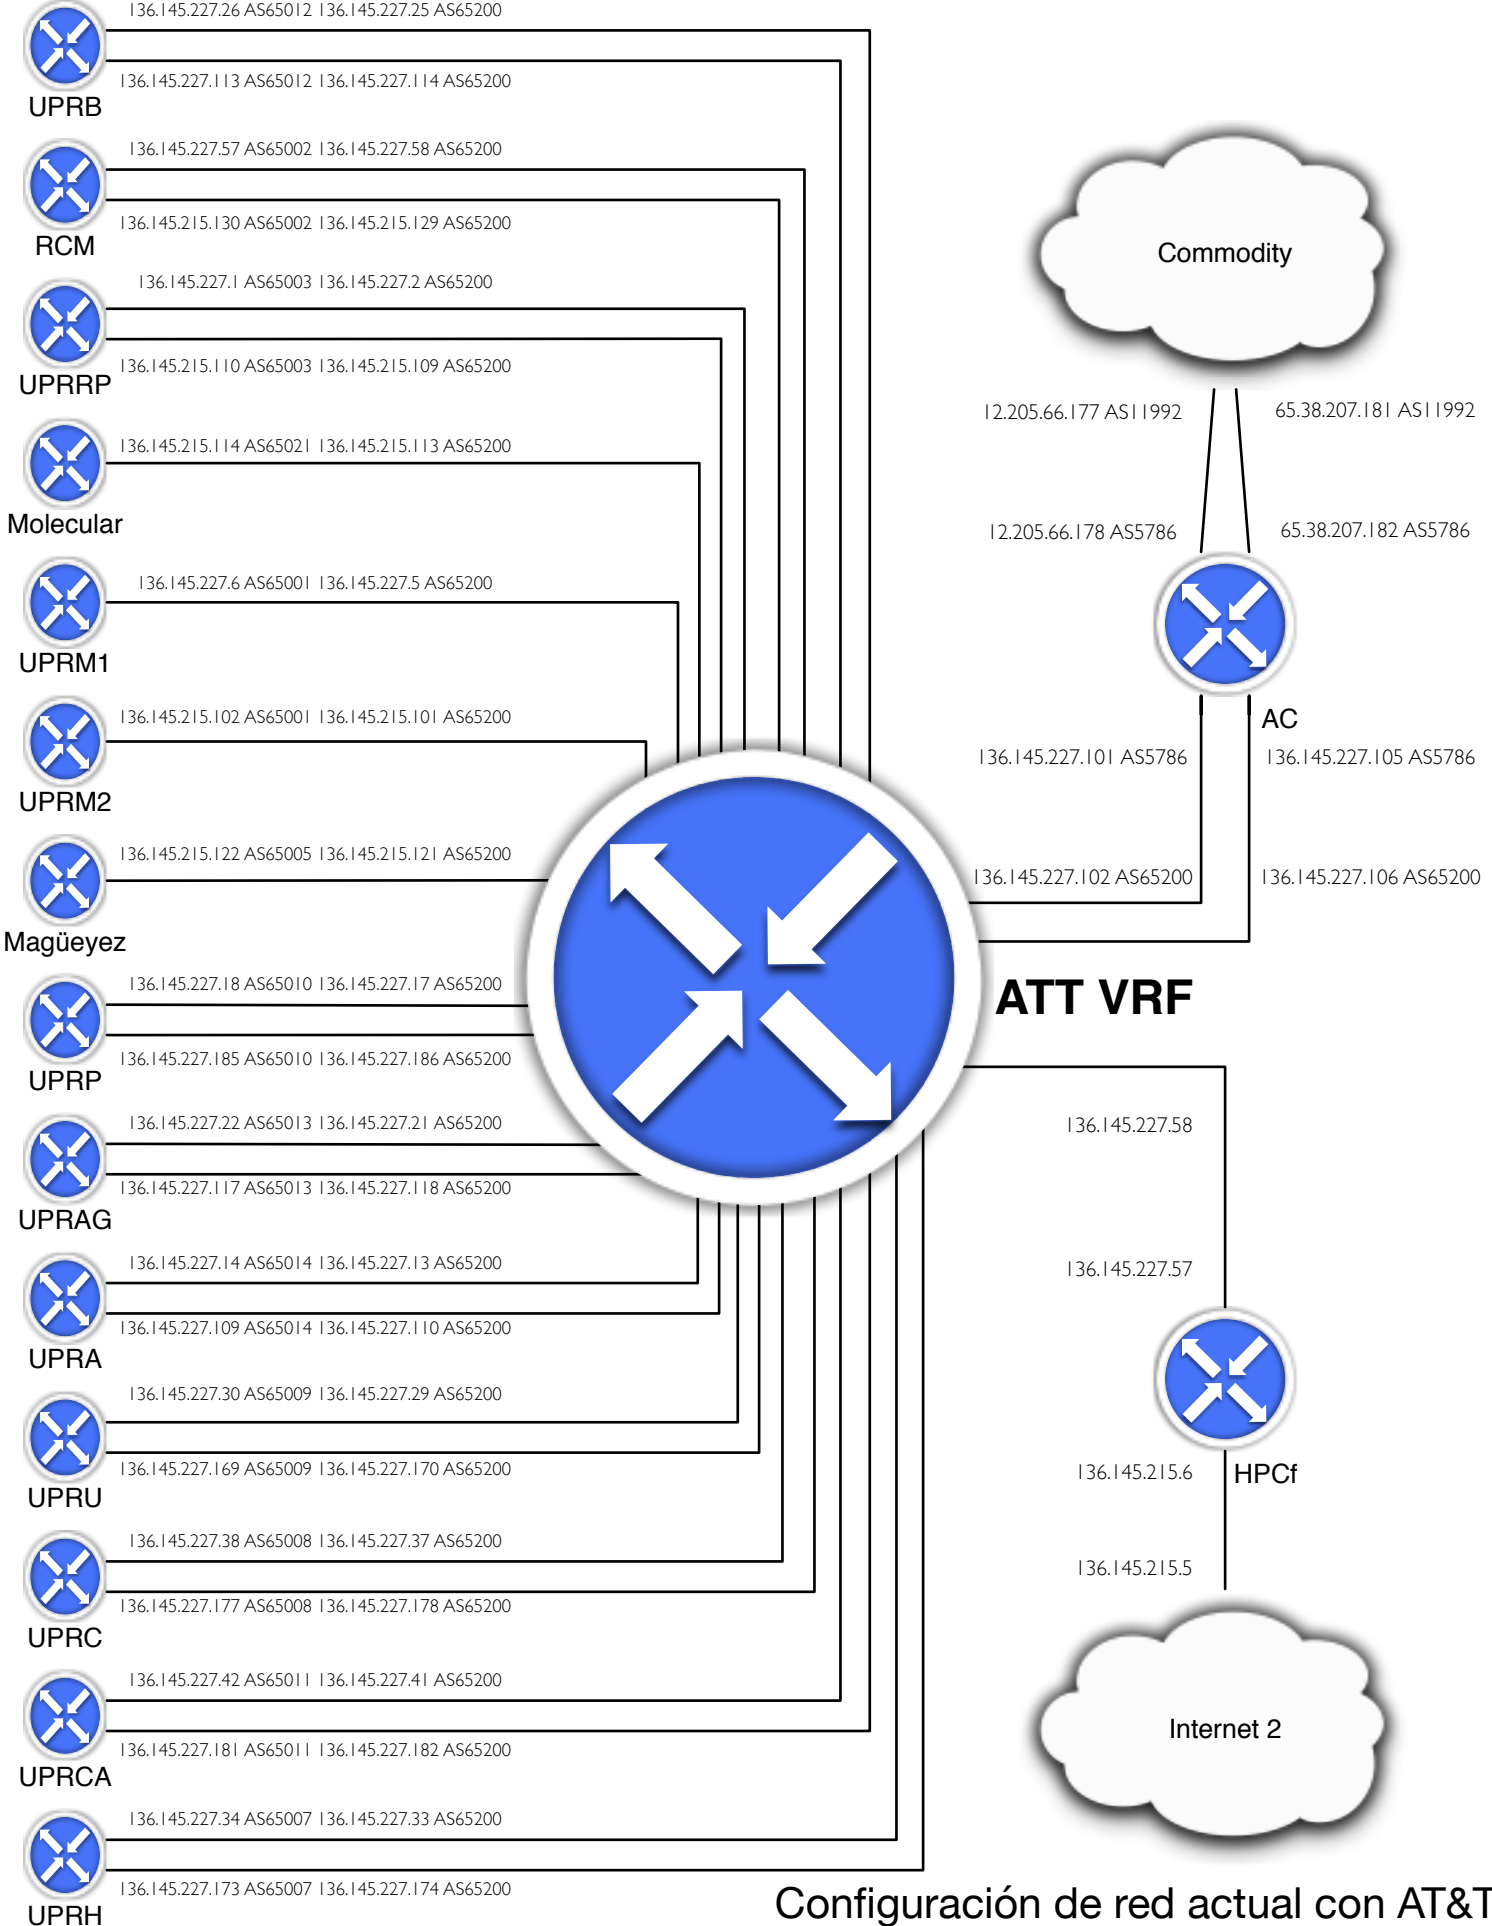 136.145.227.26 AS65012 136.145.227.25 AS65200
136.145.227.113 AS65012 136.145.227.114 AS65200
UPRB
136.145.227.57 AS65002 136.145.227.58 AS65200
136.145.215.130 AS65002 136.145.215.129 AS65200
RCM
136.145.227.1 AS65003 136.145.227.2 AS65200
136.145.215.110 AS65003 136.145.215.109 AS65200
UPRRP
136.145.215.114 AS65021 136.145.215.113 AS65200
Molecular
136.145.227.6 AS65001 136.145.227.5 AS65200
UPRM1
136.145.215.102 AS65001 136.145.215.101 AS65200
UPRM2
136.145.215.122 AS65005 136.145.215.121 AS65200
Magüeyez
136.145.227.18 AS65010 136.145.227.17 AS65200
136.145.227.185 AS65010 136.145.227.186 AS65200
UPRP
136.145.227.22 AS65013 136.145.227.21 AS65200
136.145.227.117 AS65013 136.145.227.118 AS65200
UPRAG
136.145.227.14 AS65014 136.145.227.13 AS65200
136.145.227.109 AS65014 136.145.227.110 AS65200
UPRA
136.145.227.30 AS65009 136.145.227.29 AS65200
136.145.227.169 AS65009 136.145.227.170 AS65200
UPRU
136.145.227.38 AS65008 136.145.227.37 AS65200
136.145.227.177 AS65008 136.145.227.178 AS65200
UPRC
136.145.227.42 AS65011 136.145.227.41 AS65200
136.145.227.181 AS65011 136.145.227.182 AS65200
UPRCA
136.145.227.34 AS65007 136.145.227.33 AS65200
136.145.227.173 AS65007 136.145.227.174 AS65200
UPRH
Commodity
12.205.66.177 AS11992
65.38.207.181 AS11992
12.205.66.178 AS5786
65.38.207.182 AS5786
AC
136.145.227.101 AS5786
136.145.227.105 AS5786
136.145.227.102 AS65200
136.145.227.106 AS65200
ATT VRF
136.145.227.58
136.145.227.57
136.145.215.6
HPCf
136.145.215.5
Internet 2
Configuración de red actual con AT&T